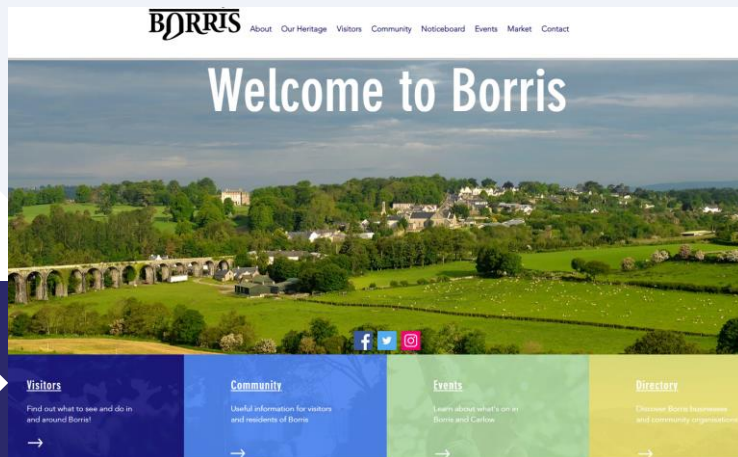 BORRIS
About Our Heritage Visitors Community Noticeboard Events Market Contact
Welcome to Borris
Visitors
Find out what to see and do in
and around Borris!
Community
Useful information for visitors
and residents of Borris
Events
Learn about what's on in
Borris and Carlow
Directory
Discover Borris businesses
and community organisations